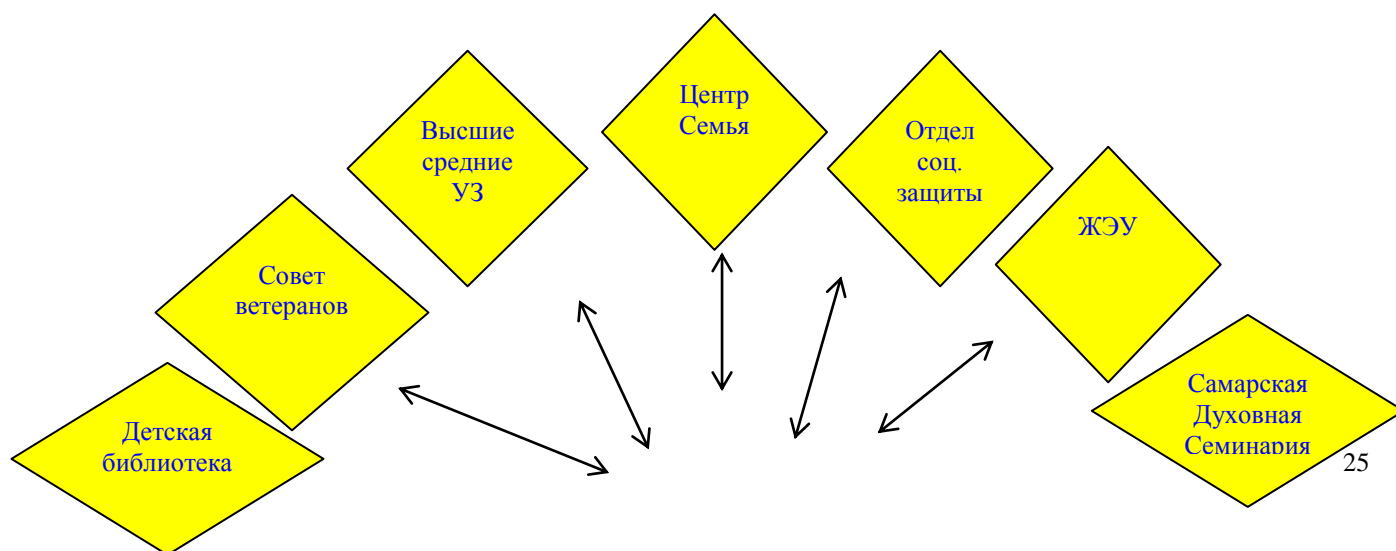 Центр
Семья
Высшие
средние
УЗ
Отдел
соц.
защиты
ЖЭУ
Совет
ветеранов
Самарская
Духовная
Семинария
Детская
библиотека
25